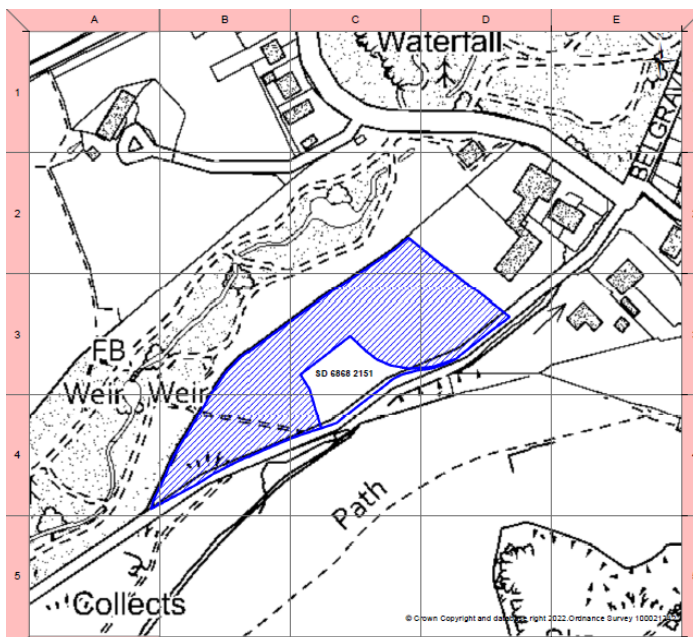 A B C D E
Waterfall
1
BELGRAV
2
3
FB
SD 6868 2151
Weir Weir
4
Path
5
Collects
© Crown Copyright and database right 2022. Ordnance Survey